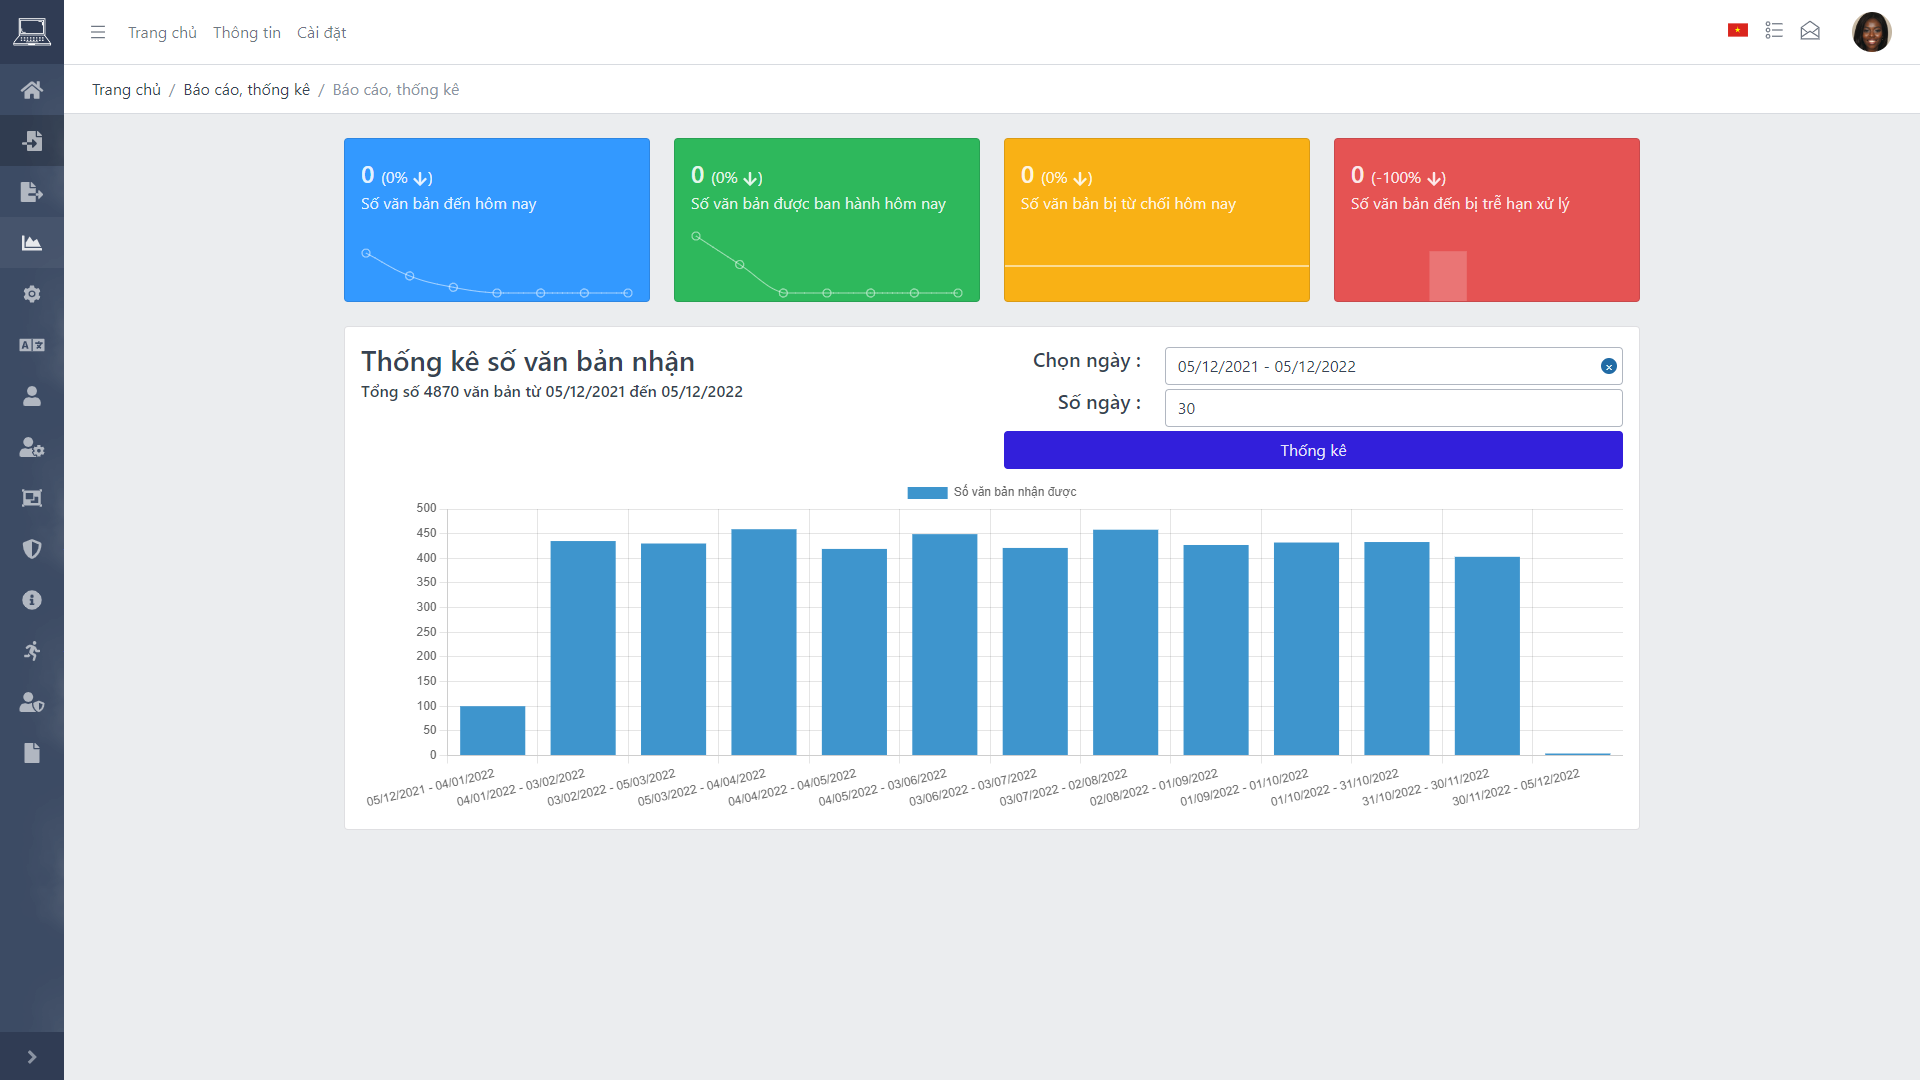 Trang chủ Thông tin Cài đặt
Trang chủ / Báo cáo, thống kê / Báo cáo, thống kê
0 (0% ↓)
Số văn bản đến hôm nay
0 (0% ↓)
Số văn bản được ban hành hôm nay
0 (0% ↓)
Số văn bản bị từ chối hôm nay
0 (-100% ↓)
Số văn bản đến bị trễ hạn xử lý
Thống kê số văn bản nhận
Tổng số 4870 văn bản từ 05/12/2021 đến 05/12/2022
Chọn ngày :
05/12/2021 - 05/12/2022
Số ngày :
30
Thống kê
Số văn bản nhận được
500
450
400
350
300
250
200
150
100
50
0
05/12/2021 - 04/01/2022
04/01/2022 - 03/02/2022
03/02/2022 - 05/03/2022
05/03/2022 - 04/04/2022
04/04/2022 - 04/05/2022
04/05/2022 - 03/06/2022
03/06/2022 - 03/07/2022
03/07/2022 - 02/08/2022
02/08/2022 - 01/09/2022
01/09/2022 - 01/10/2022
01/10/2022 - 31/10/2022
31/10/2022 - 30/11/2022
30/11/2022 - 05/12/2022